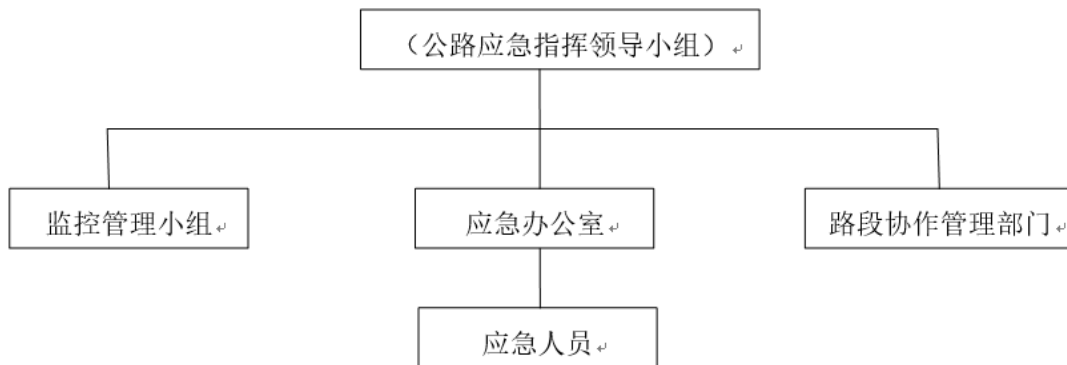 （公路应急指挥领导小组）
监控管理小组
应急办公室
路段协作管理部门
应急人员